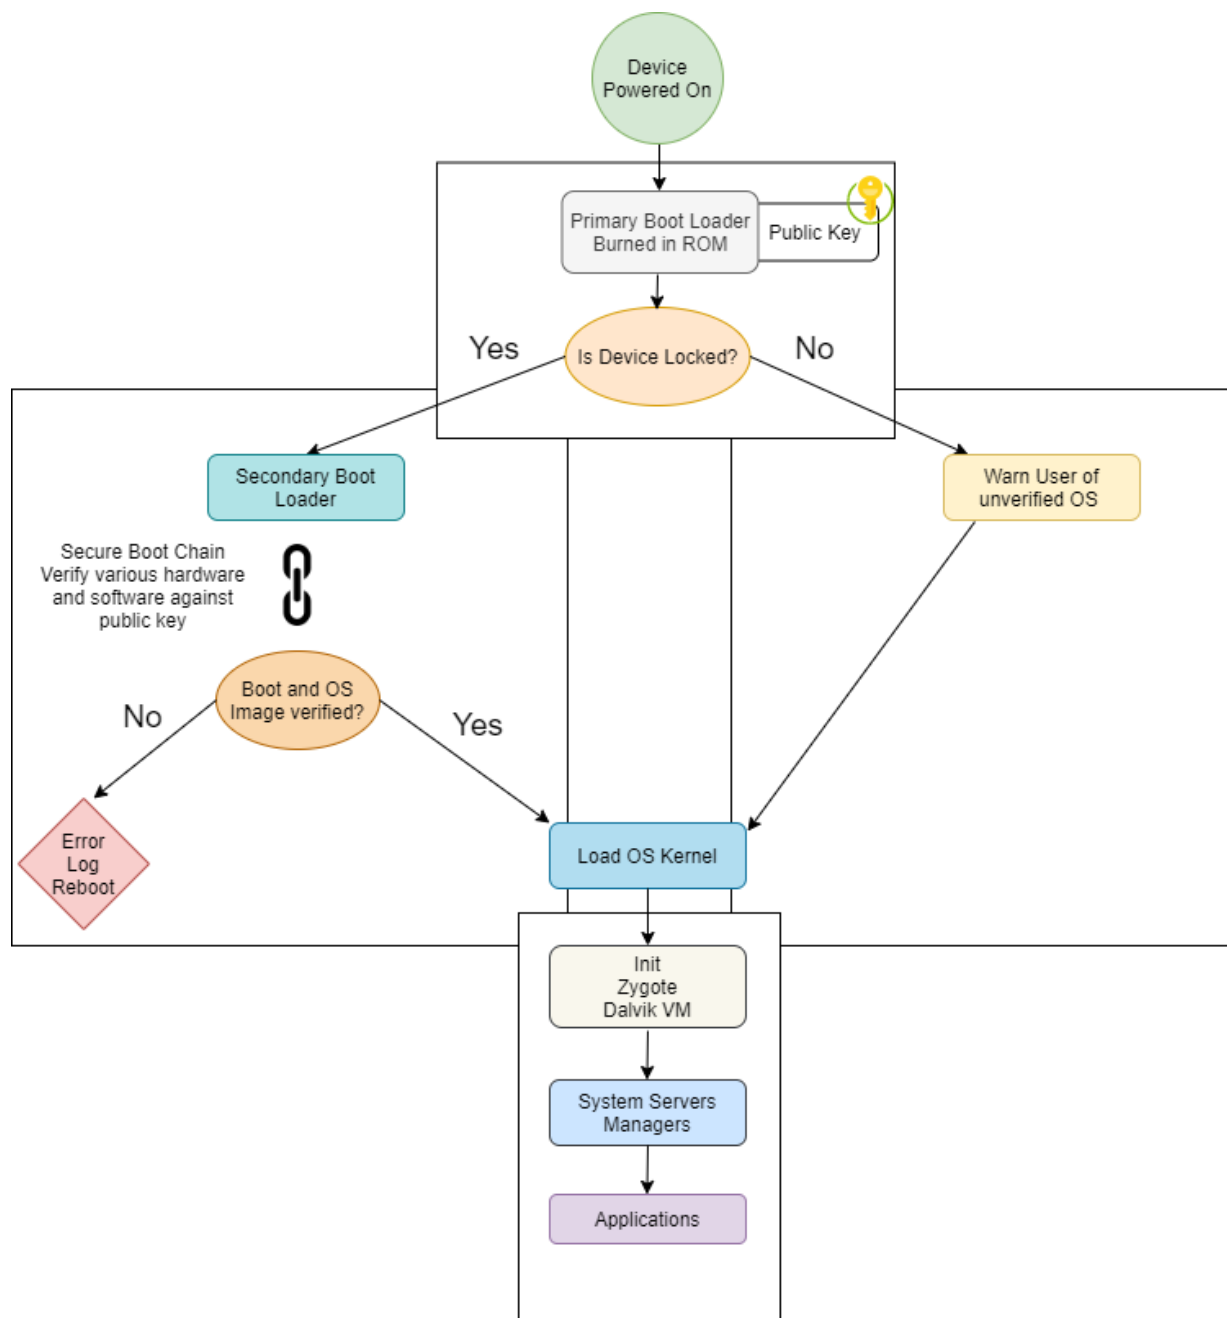 Device
Powered On
Primary Boot Loader
Burned in ROM
Public Key
Yes
No
Is Device Locked?
Secondary Boot
Loader
Warn User of
unverified OS
Secure Boot Chain
Verify various hardware
and software against
public key
Boot and OS
Image verified?
No
Yes
Error
Log
Reboot
Load OS Kernel
Init
Zygote
Dalvik VM
System Servers
Managers
Applications